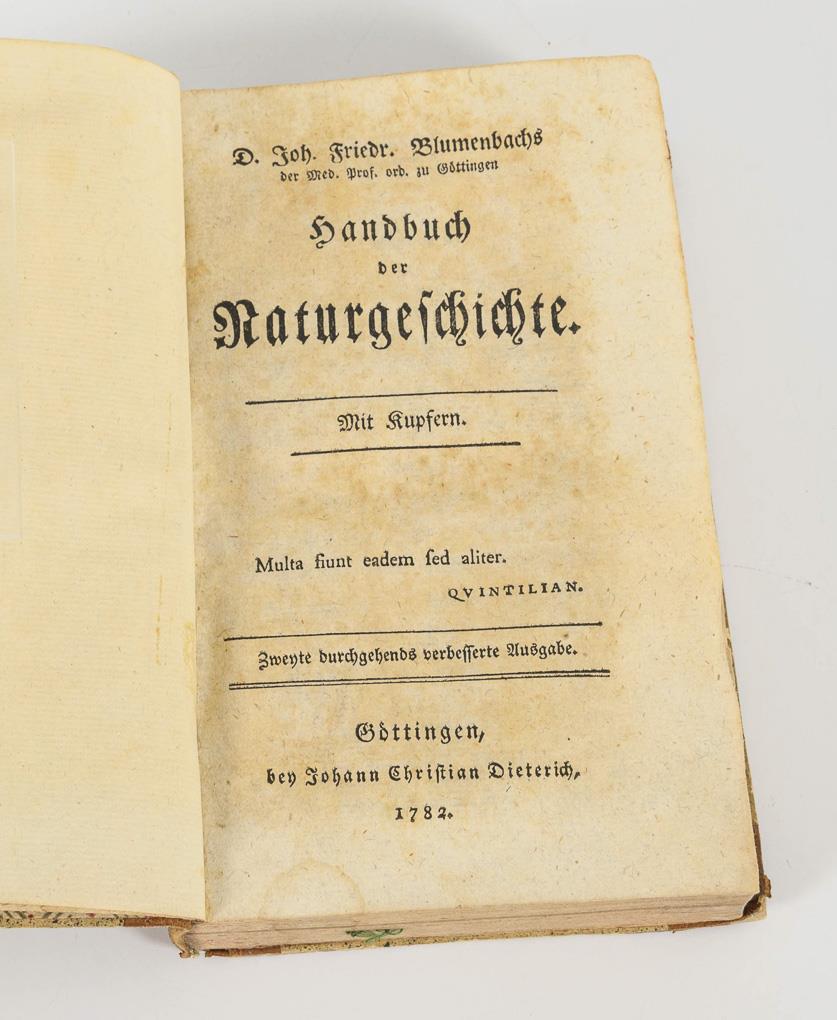 D. Joh. Friedr. Blumenbachs
der Med. Prof. ord. zu Göttingen
Handbuch
der
Naturgeſchichte.
Mit Kupfern.
Multa fiunt eadem ſed aliter.
QVINTILIAN.
Zweyte durchgehends verbeſſerte Ausgabe.
Göttingen,
bey Johann Chriſtian Dieterich,
1782.